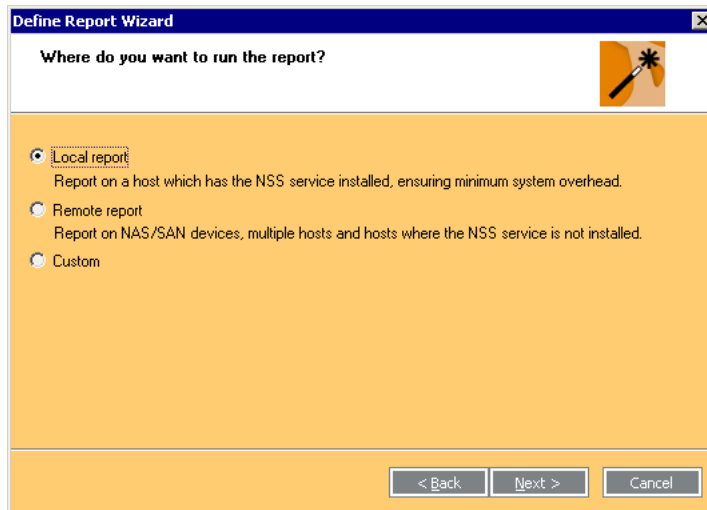 Define Report Wizard
Where do you want to run the report?
Local report
Report on a host which has the NSS service installed, ensuring minimum system overhead.
Remote report
Report on NAS/SAN devices, multiple hosts and hosts where the NSS service is not installed.
Custom
< Back
Next >
Cancel